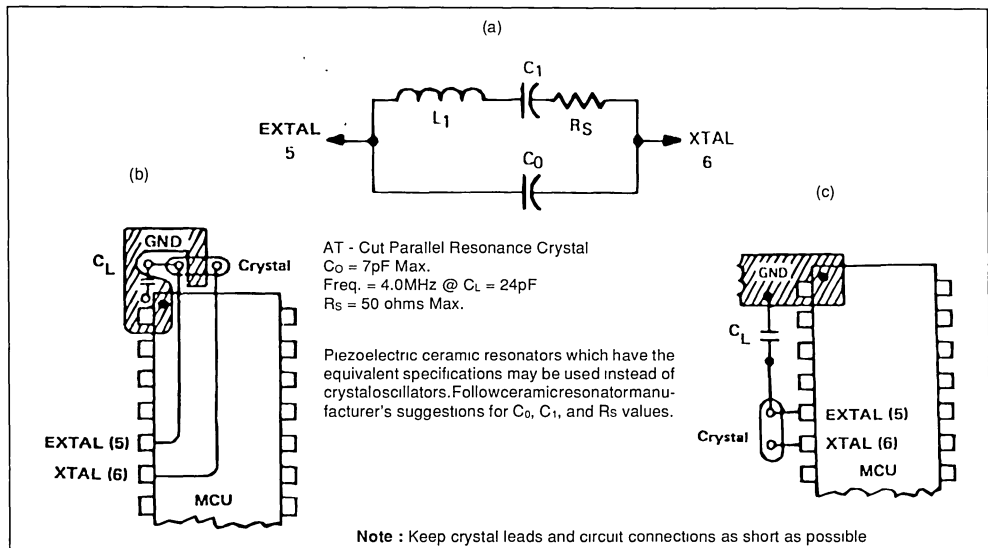 (a)
C1
L1
RS
EXTAL
5
C0
XTAL
6
(b)
GND
CL
Crystal
EXTAL (5)
XTAL (6)
MCU
AT - Cut Parallel Resonance Crystal
CO = 7pF Max.
Freq. = 4.0MHz @ CL = 24pF
RS = 50 ohms Max.
Piezoelectric ceramic resonators which have the
equivalent specifications may be used instead of
crystaloscillators.Followceramicresonatormanu-
facturer's suggestions for C0, C1, and Rs values.
(c)
GND
CL
Crystal
EXTAL (5)
XTAL (6)
MCU
Note : Keep crystal leads and circuit connections as short as possible